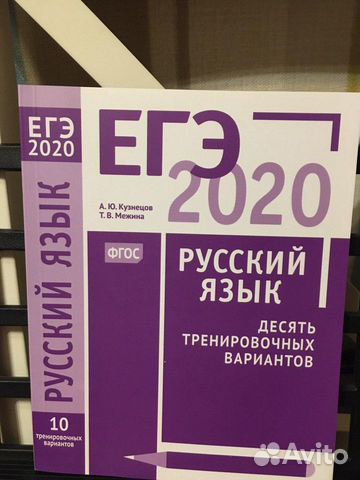 ЕГЭ
2020
РУССКИЙ ЯЗЫК
10
тренировочных
вариантов
ЕГЭ
2020
А. Ю. Кузнецов
Т. В. Межина
ФГОС
РУССКИЙ
ЯЗЫК
ДЕСЯТЬ
ТРЕНИРОВОЧНЫХ
ВАРИАНТОВ
Avito